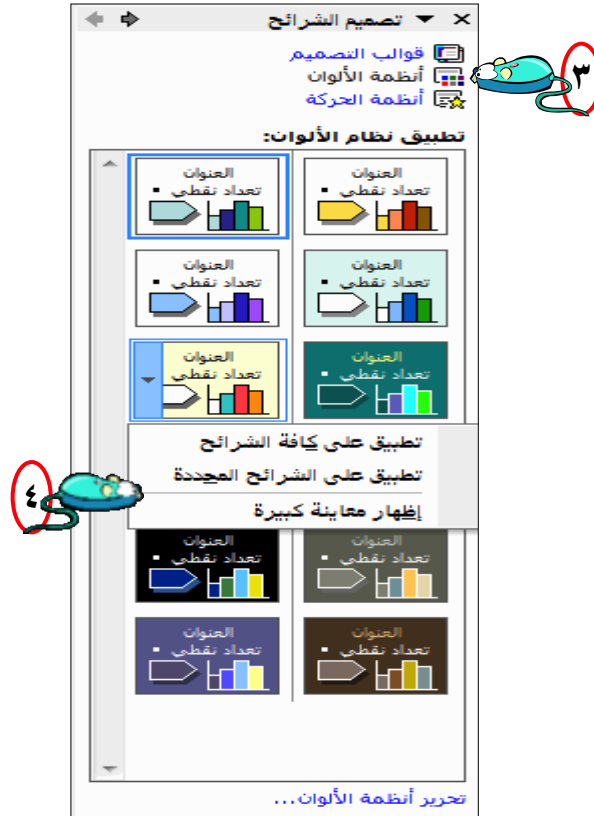 تصميم الشرائح
قوالب التصميم
أنظمة الألوان
٣
أنظمة الحركة
تطبيق نظام الألوان:
العنوان
تعداد نقطي
العنوان
تعداد نقطي
العنوان
تعداد نقطي
العنوان
تعداد نقطي
العنوان
تعداد نقطي
العنوان
تعداد نقطي
تطبيق على كافة الشرائح
تطبيق على الشرائح المحددة
٤
إظهار معاينة كبيرة
العنوان
تعداد نقطي
العنوان
تعداد نقطي
العنوان
تعداد نقطي
العنوان
تعداد نقطي
تحرير أنظمة الألوان...